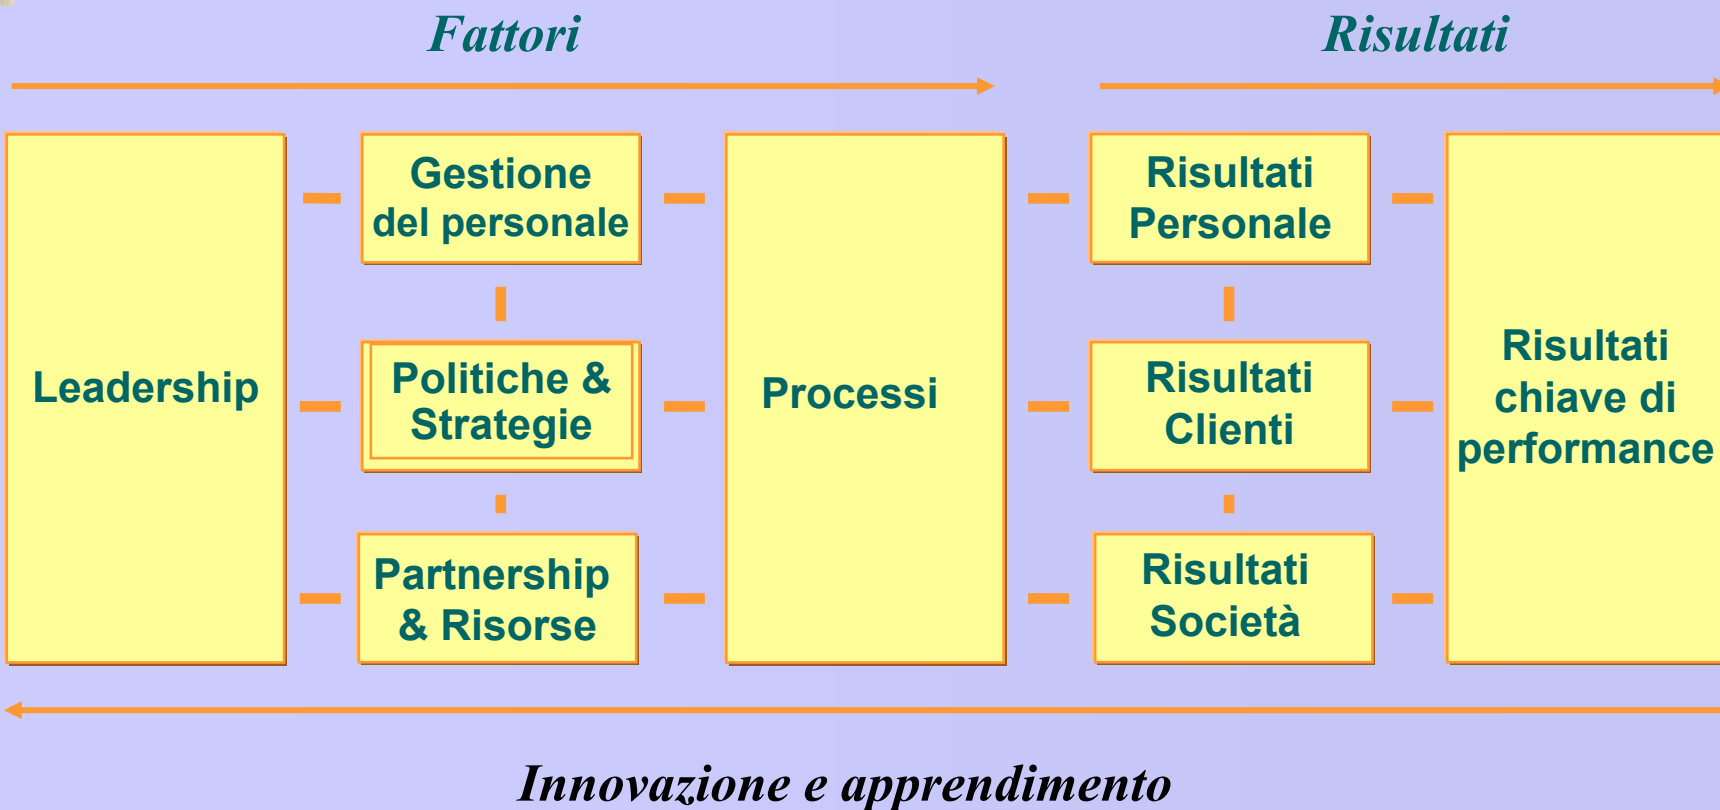 Fattori
Risultati
Leadership
Gestione
del personale
Politiche &
Strategie
Partnership
& Risorse
Processi
Risultati
Personale
Risultati
Clienti
Risultati
Società
Risultati
chiave di
performance
Innovazione e apprendimento